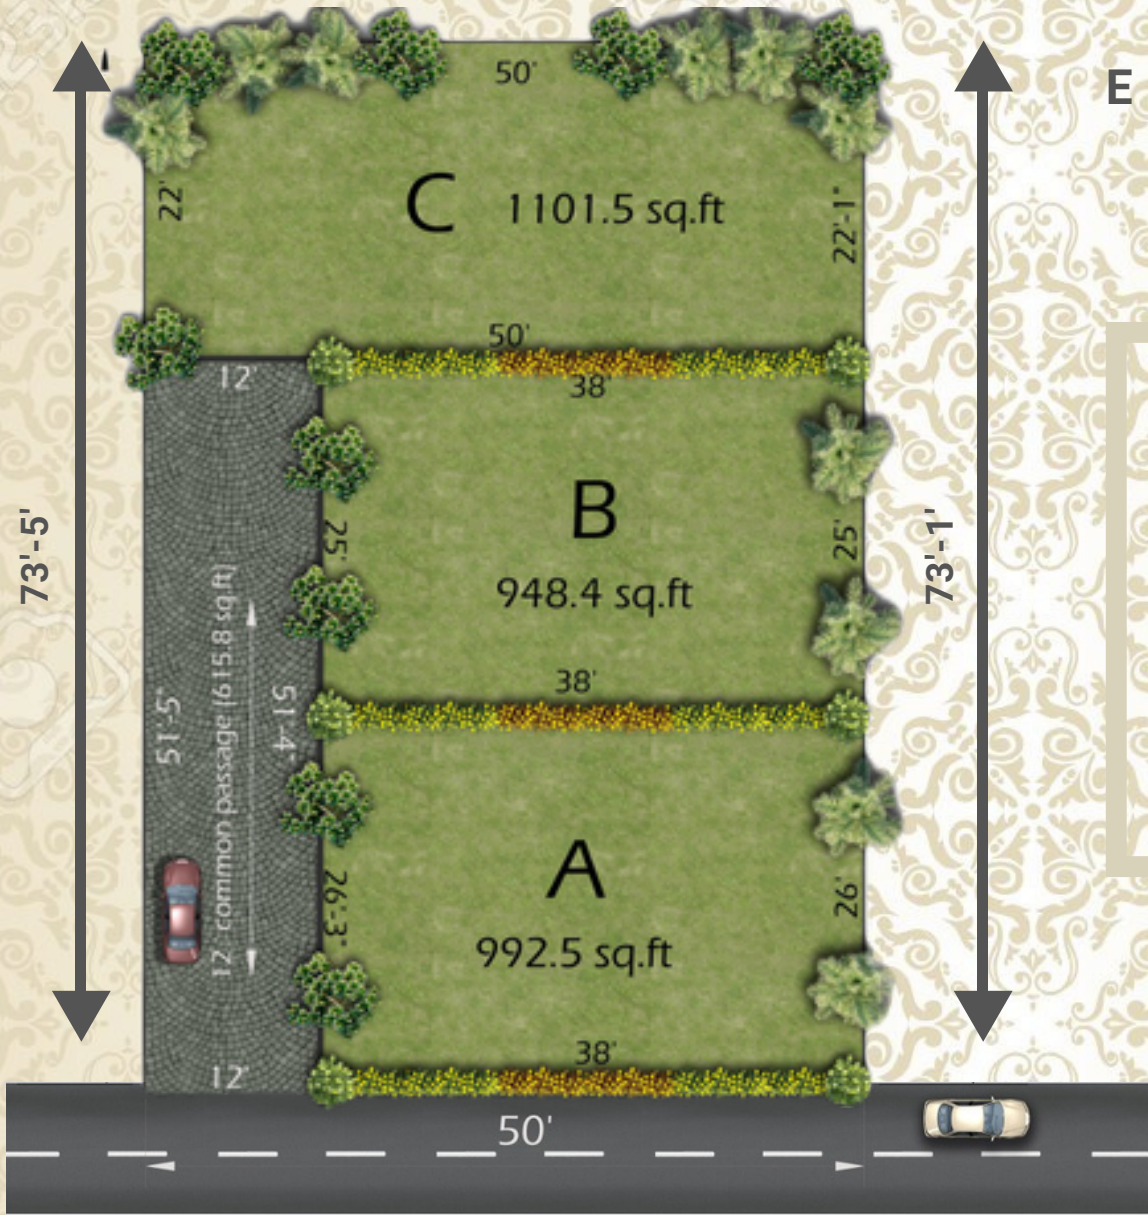 50'
E
C 1101.5 sq.ft
22'
22'-1"
50'
12'
38'
B
25'
25'
948.4 sq.ft
73'-5'
73'-1'
38'
51'-5"
12 common passage (615.8 sq.ft)
51'-4"
A
26'-3"
26'
992.5 sq.ft
38'
12'
50'